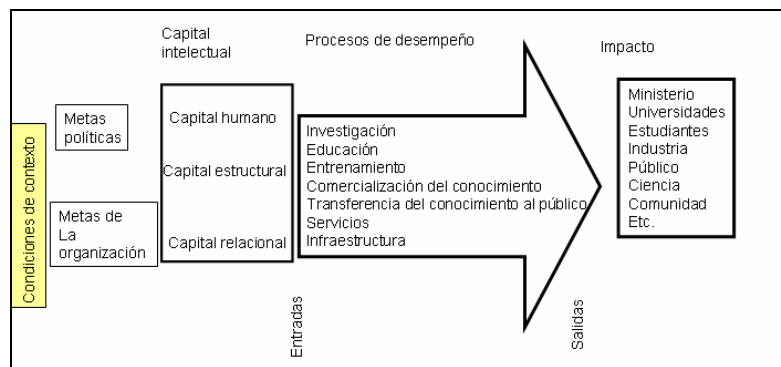 Capital
intelectual
Procesos de desempeño
Impacto
Condiciones de contexto
Metas
políticas
Metas de
La
organización
Capital humano
Capital estructural
Capital relacional
Investigación
Educación
Entrenamiento
Comercialización del conocimiento
Transferencia del conocimiento al público
Servicios
Infraestructura
Ministerio
Universidades
Estudiantes
Industria
Público
Ciencia
Comunidad
Etc.
Entradas
Salidas